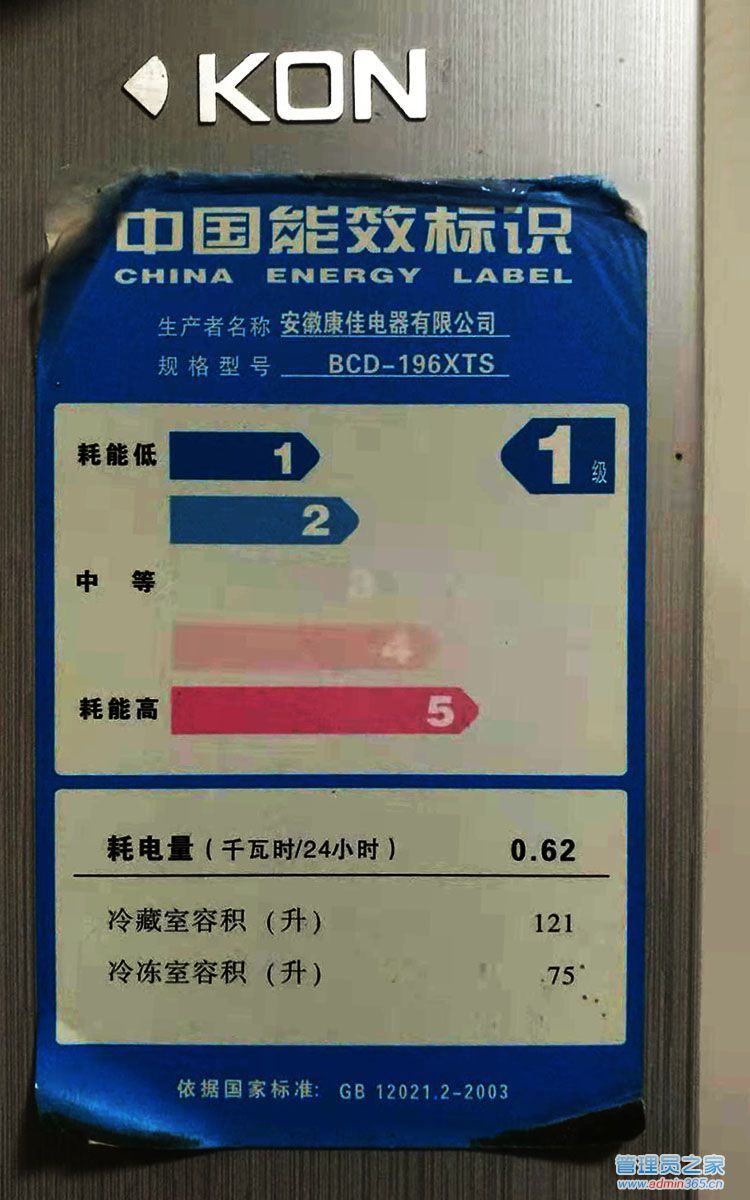 KON
中国能效标识
CHINA ENERGY LABEL
生产者名称 安徽康佳电器有限公司
规格型号 BCD-196XTS
耗能低 1 1级
2
中等 3
4
耗能高 5
耗电量(千瓦时/24小时) 0.62
冷藏室容积(升) 121
冷冻室容积(升) 75
依据国家标准: GB 12021.2-2003
管理员之家
www.admin365.cn